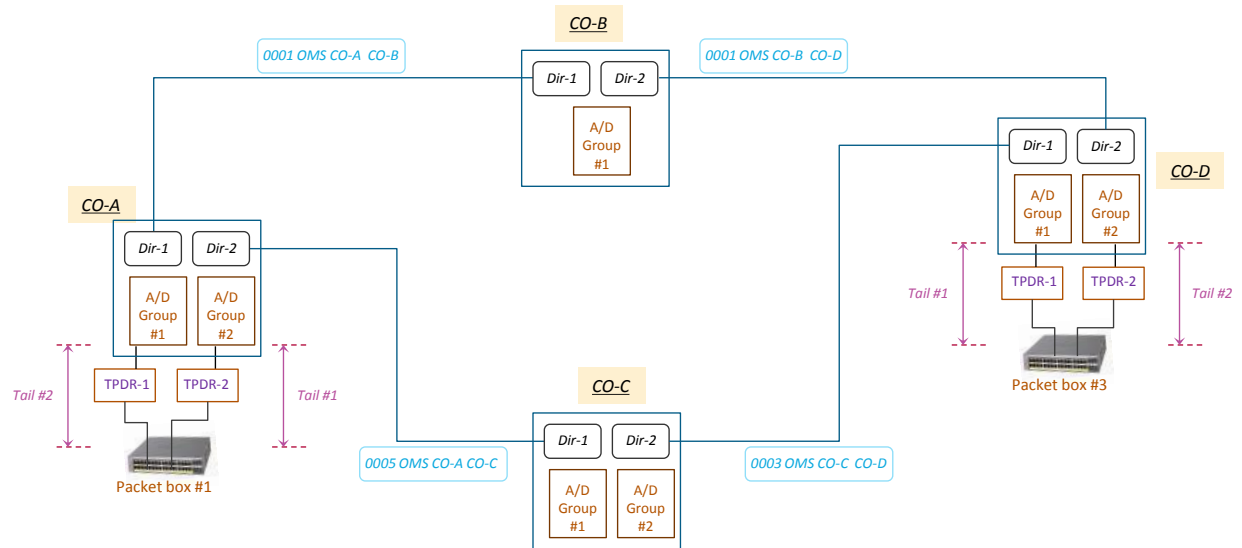 CO-B
0001 OMS CO-A CO-B
0001 OMS CO-B CO-D
Dir-1
Dir-2
A/D
Group
#1
CO-D
Dir-1
Dir-2
A/D
Group
#1
A/D
Group
#2
TPDR-1
TPDR-2
Tail #1
Tail #2
Packet box #3
CO-A
Dir-1
Dir-2
A/D
Group
#1
A/D
Group
#2
TPDR-1
TPDR-2
Tail #2
Tail #1
Packet box #1
CO-C
0005 OMS CO-A CO-C
0003 OMS CO-C CO-D
Dir-1
Dir-2
A/D
Group
#1
A/D
Group
#2